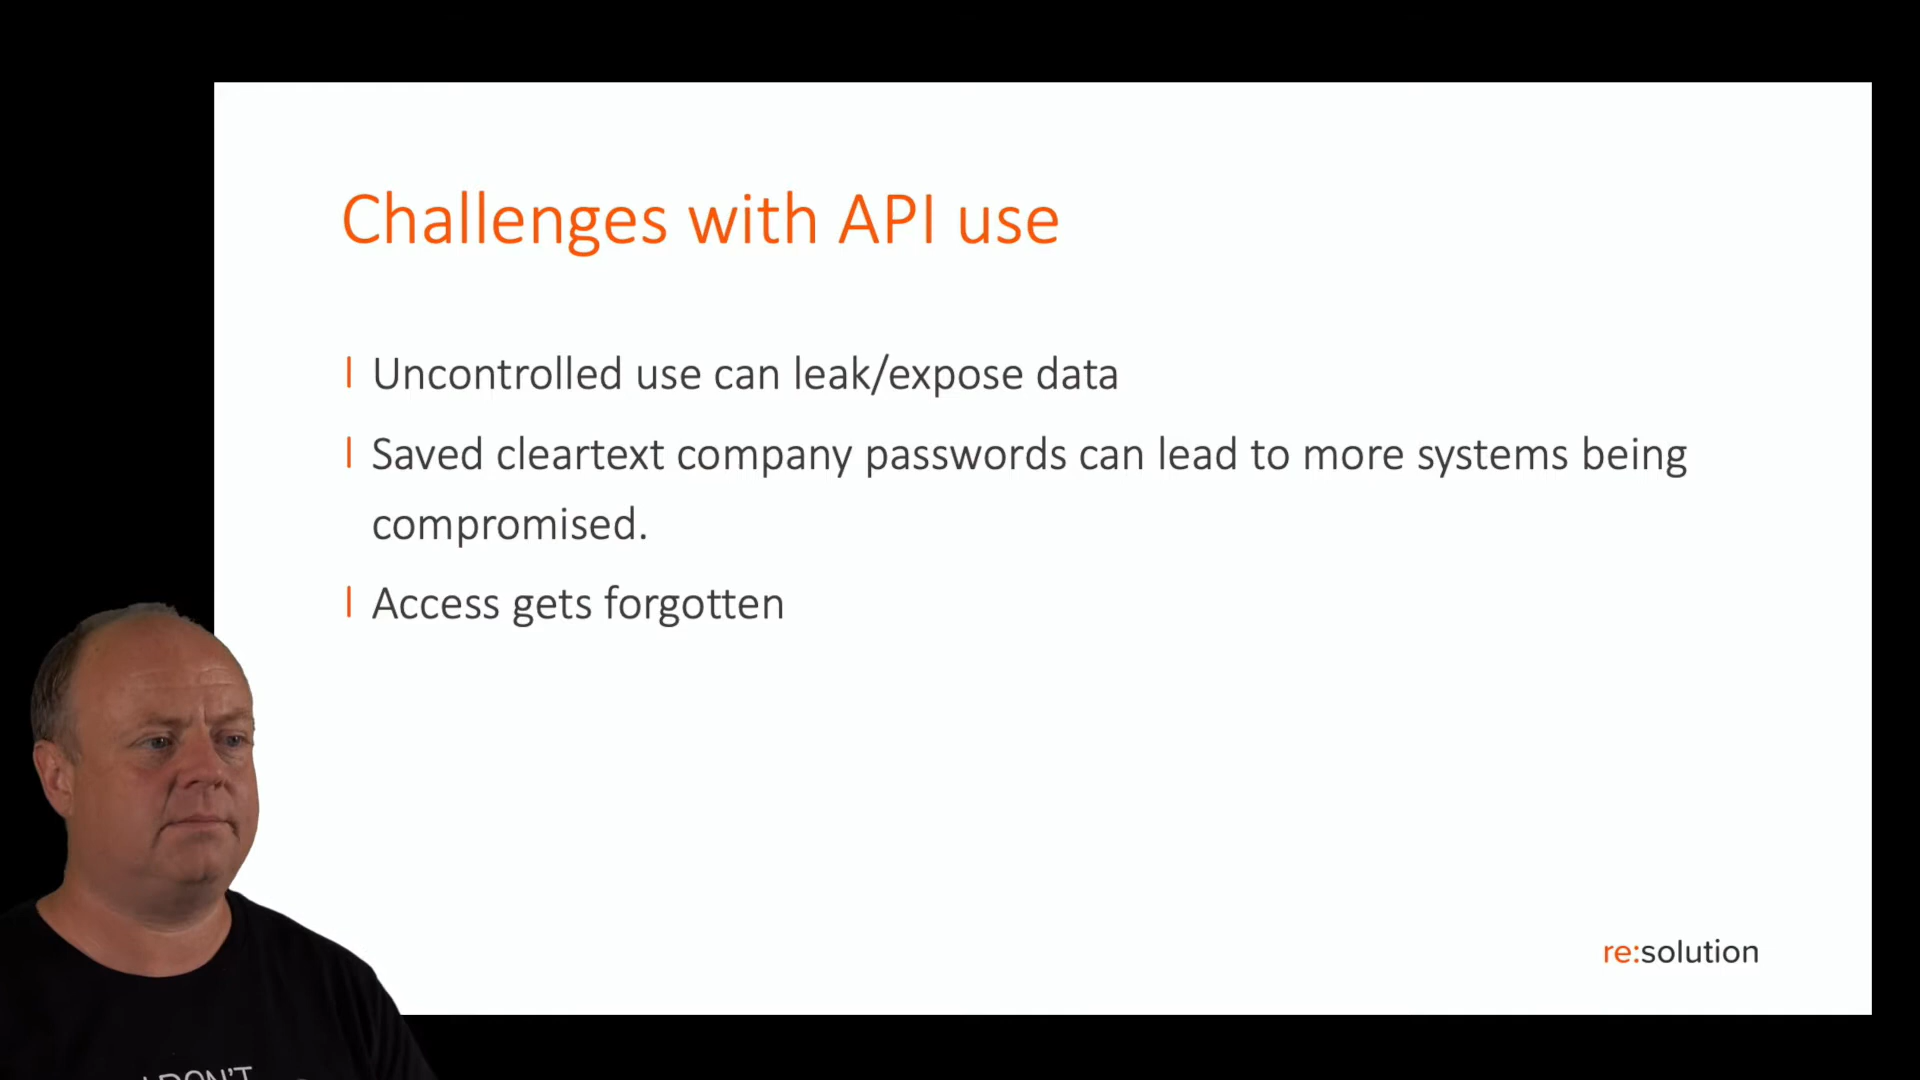 Challenges with API use
Uncontrolled use can leak/expose data
Saved cleartext company passwords can lead to more systems being
compromised.
Access gets forgotten
re:solution
DON'T